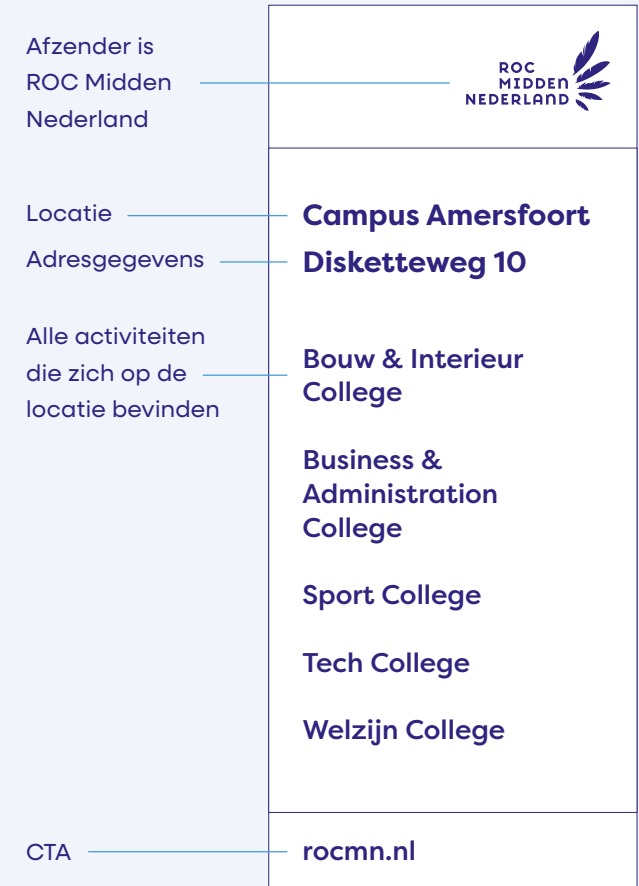 Afzender is
ROC Midden
Nederland
ROC
MIDDEN
NEDERLAND
Locatie
Campus Amersfoort
Adresgegevens
Disketteweg 10
Alle activiteiten
die zich op de
locatie bevinden
Bouw & Interieur
College
Business &
Administration
College
Sport College
Tech College
Welzijn College
CTA
rocmn.nl